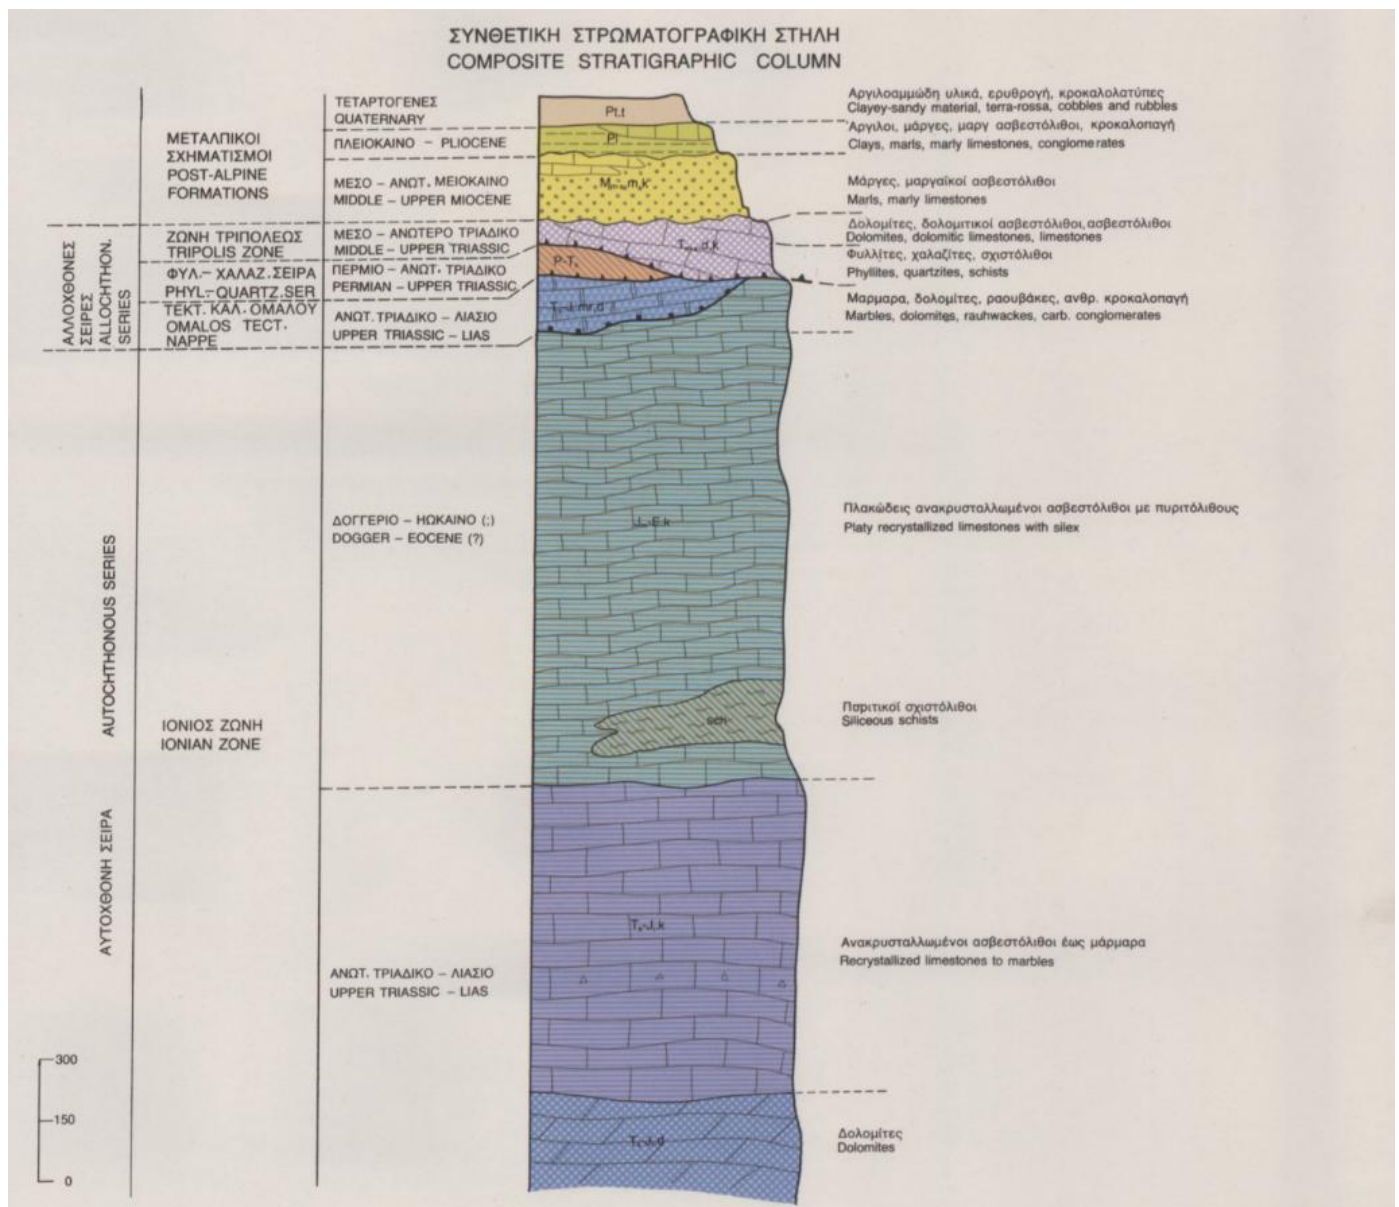 ΣΥΝΘΕΤΙΚΗ ΣΤΡΩΜΑΤΟΓΡΑΦΙΚΗ ΣΤΗΛΗ
COMPOSITE STRATIGRAPHIC COLUMN
ΜΕΤΑΛΠΙΚΟΙ
ΣΧΗΜΑΤΙΣΜΟΙ
POST-ALPINE
FORMATIONS
ΤΕΤΑΡΤΟΓΕΝΕΣ
QUATERNARY
Pt.t
Αργιλοαμμώδη υλικά, ερυθρογή, κροκαλολατύπες
Clayey-sandy material, terra-rossa, cobbles and rubbles
ΠΛΕΙΟΚΑΙΝΟ – PLIOCENE
Pl
Άργιλοι, μάργες, μαργ ασβεστόλιθοι, κροκαλοπαγή
Clays, marls, marly limestones, conglomerates
ΜΕΣΟ – ΑΝΩΤ. ΜΕΙΟΚΑΙΝΟ
MIDDLE – UPPER MIOCENE
Μάργες, μαργαϊκοί ασβεστόλιθοι
Marls, marly limestones
ΑΛΛΟΧΘΟΝΕΣ
ΣΕΙΡΕΣ
ALLOCHTHON.
SERIES
ΖΩΝΗ ΤΡΙΠΟΛΕΩΣ
TRIPOLIS ZONE
ΜΕΣΟ – ΑΝΩΤΕΡΟ ΤΡΙΑΔΙΚΟ
MIDDLE – UPPER TRIASSIC
Δολομίτες, δολομιτικοί ασβεστόλιθοι,ασβεστόλιθοι
Dolomites, dolomitic limestones, limestones
ΦΥΛ.– ΧΑΛΑΖ. ΣΕΙΡΑ
PHYL.– QUARTZ.SER
ΠΕΡΜΙΟ – ΑΝΩΤ. ΤΡΙΑΔΙΚΟ
PERMIAN – UPPER TRIASSIC
Φυλλίτες, χαλαζίτες, σχιστόλιθοι
Phyllites, quartzites, schists
ΤΕΚΤ. ΚΑΛ. ΟΜΑΛΟΥ
OMALOS TECT.
NAPPE
ΑΝΩΤ. ΤΡΙΑΔΙΚΟ – ΛΙΑΣΙΟ
UPPER TRIASSIC – LIAS
Μαρμαρα, δολομίτες, ραουβάκες, ανθρ. κροκαλοπαγή
Marbles, dolomites, rauhwackes, carb. conglomerates
AUTOCHTHONOUS SERIES
ΑΥΤΟΧΘΟΝΗ ΣΕΙΡΑ
ΙΟΝΙΟΣ ΖΩΝΗ
IONIAN ZONE
ΔΟΓΓΕΡΙΟ – ΗΩΚΑΙΝΟ (;)
DOGGER – EOCENE (?)
Πλακώδεις ανακρυσταλλωμένοι ασβεστόλιθοι με πυριτόλιθους
Platy recrystallized limestones with silex
sch
σχιστόλιθοι
Siliceous schists
ΑΝΩΤ. ΤΡΙΑΔΙΚΟ – ΛΙΑΣΙΟ
UPPER TRIASSIC – LIAS
Ανακρυσταλλωμένοι ασβεστόλιθοι έως μάρμαρα
Recrystallized limestones to marbles
Δολομίτες
Dolomites
300
150
0